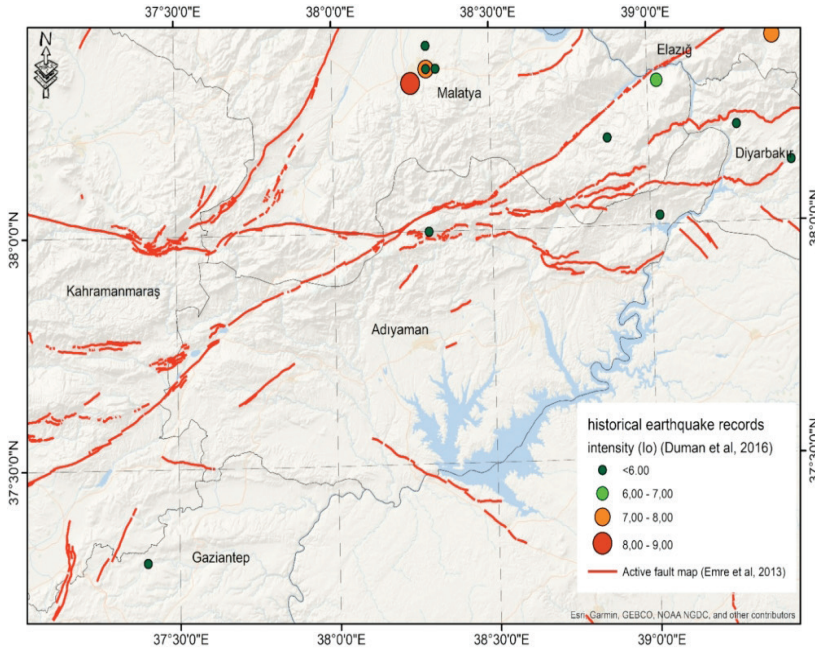 37°30'0"E 38°0'0"E 38°30'0"E 39°0'0"E
N
Elazığ
Malatya
Diyarbakır
38°0'0"N
38°0'0"N
Kahramanmaraş
Adıyaman
historical earthquake records
intensity (Io) (Duman et al, 2016)
<6.00
6,00 - 7,00
7,00 - 8,00
8,00 - 9,00
Active fault map (Emre et al, 2013)
37°30'0"N
37°30'0"N
Gaziantep
Esri, Garmin, GEBCO, NOAA NGDC, and other contributors
37°30'0"E 38°0'0"E 38°30'0"E 39°0'0"E